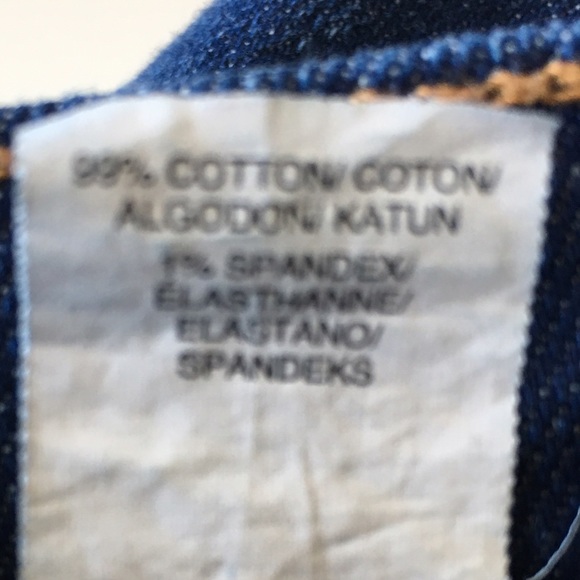 99% COTTON/ COTON/
ALGODON/ KATUN
1% SPANDEX/
ÉLASTHANNE/
ELASTANO/
SPANDEKS